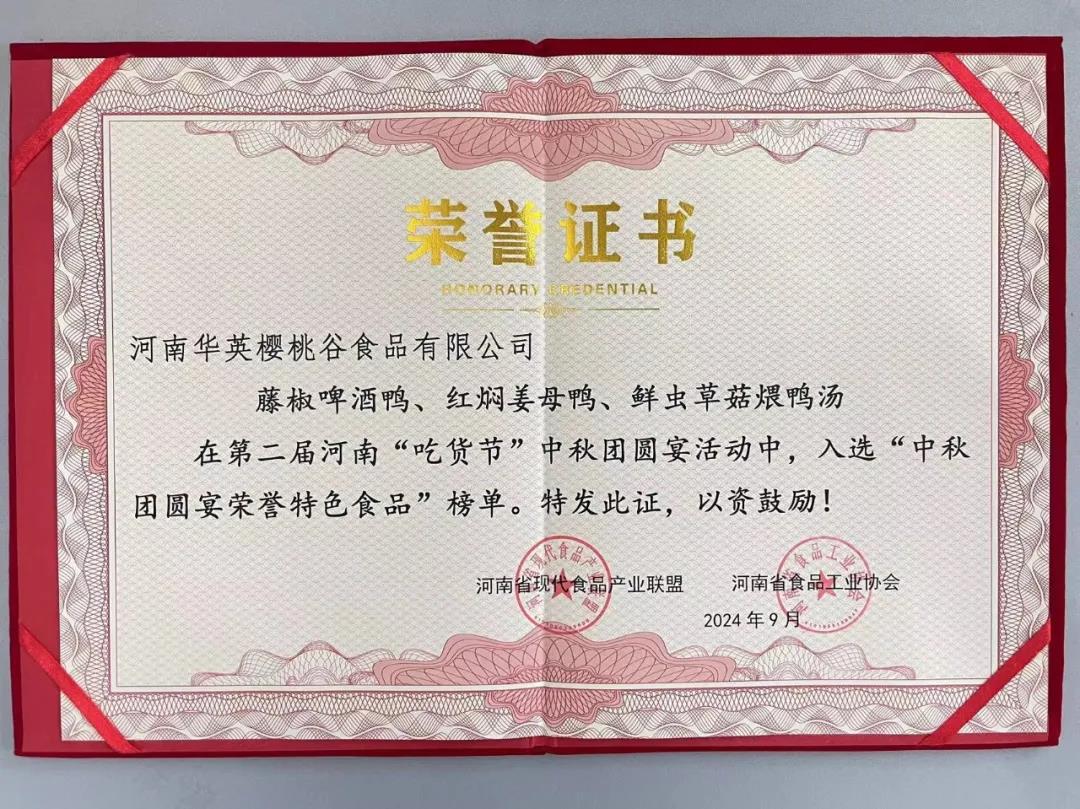 荣誉证书
HONORARY CREDENTIAL
河南华英樱桃谷食品有限公司
藤椒啤酒鸭、红焖姜母鸭、鲜虫草菇煨鸭汤
在第二届河南“吃货节”中秋团圆宴活动中，入选“中秋
团圆宴荣誉特色食品”榜单。特发此证，以资鼓励！
河南省现代食品产业联盟 河南省食品工业协会
2024年9月